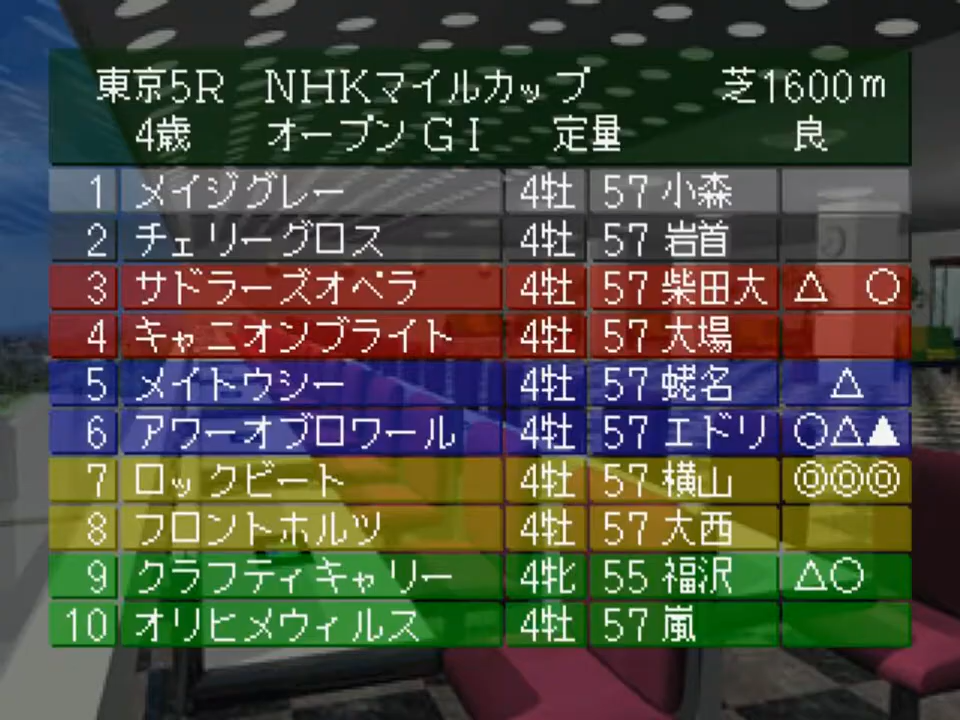 東京5R NHKマイルカップ 芝1600m
4歳 オープンGI 定量 良
1 メイジグレー 4牡 57 小森
2 チェリーグロス 4牡 57 岩首
3 サドラーズオペラ 4牡 57 柴田大 △ ○
4 キャニオンブライト 4牡 57 大場
5 メイトウシー 4牡 57 蛯名 △
6 アワーオブロワール 4牡 57 エドリ ○△▲
7 ロックビート 4牡 57 横山 ◎◎◎
8 フロントホルツ 4牡 57 大西
9 クラフティキャリー 4牝 55 福沢 △○
10 オリヒメウィルス 4牡 57 嵐